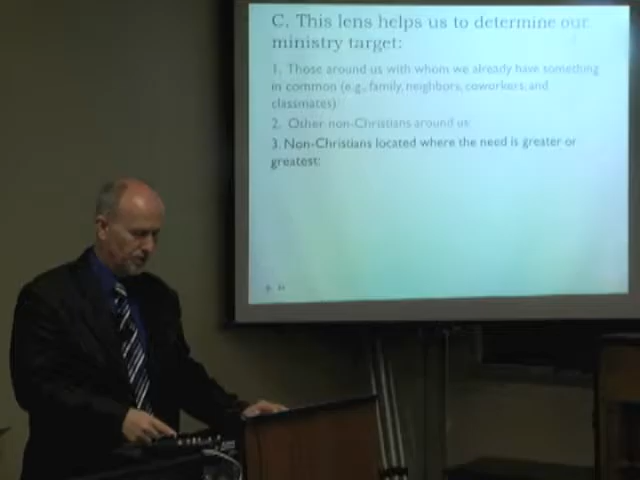 C. This lens helps us to determine our
ministry target:
1. Those around us with whom we already have something
in common (e.g., family, neighbors, coworkers, and
classmates)
2. Other non-Christians around us
3. Non-Christians located where the need is greater or
greatest: